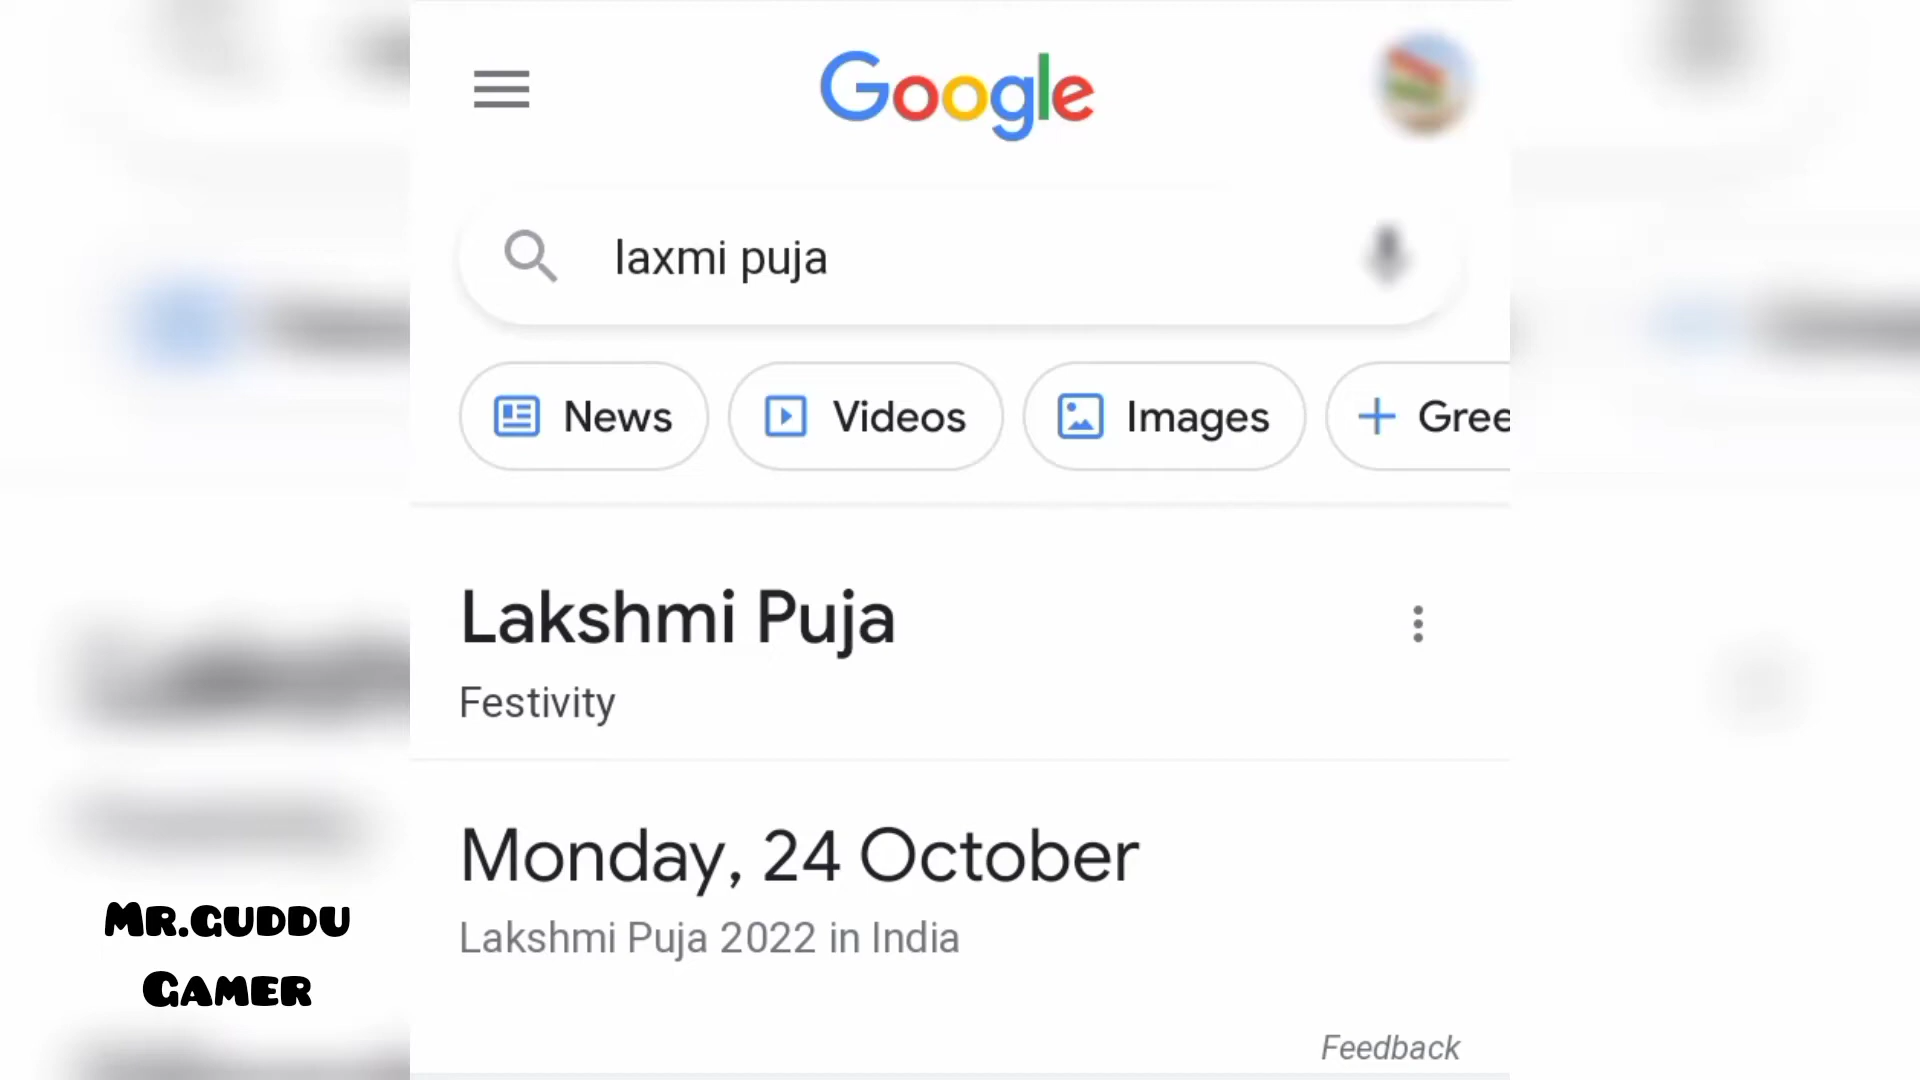 Google
laxmi puja
News
Videos
Images
Gree
Lakshmi Puja
Festivity
Monday, 24 October
Lakshmi Puja 2022 in India
Feedback
MR.GUDDU
GAMER